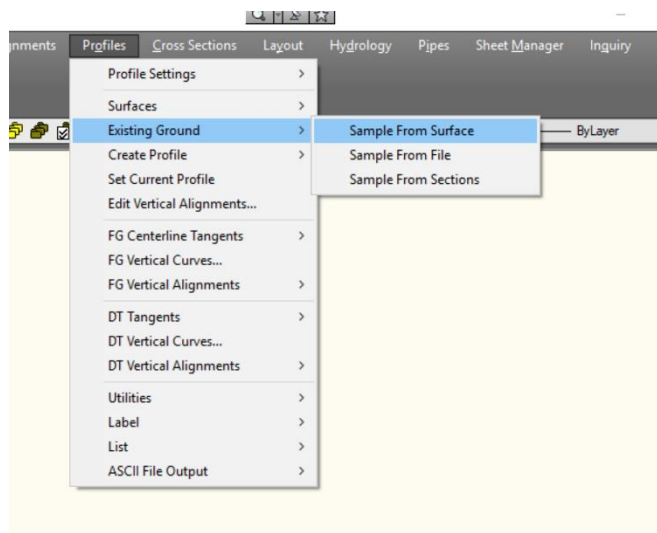 Profiles Cross Sections Layout Hydrology Pipes Sheet Manager Inquiry
Profile Settings
Surfaces
Existing Ground
Create Profile
Set Current Profile
Edit Vertical Alignments...
FG Centerline Tangents
FG Vertical Curves...
FG Vertical Alignments
DT Tangents
DT Vertical Curves...
DT Vertical Alignments
Utilities
Label
List
ASCII File Output
Sample From Surface
Sample From File
Sample From Sections
ByLayer